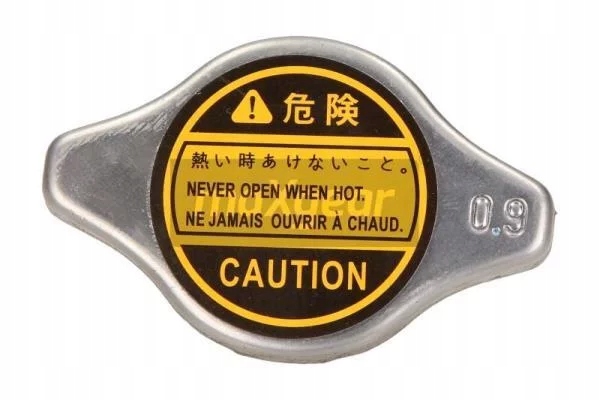 危険
熱い時あけないこと。
NEVER OPEN WHEN HOT.
NE JAMAIS OUVRIR À CHAUD.
maxgear
CAUTION
0.9